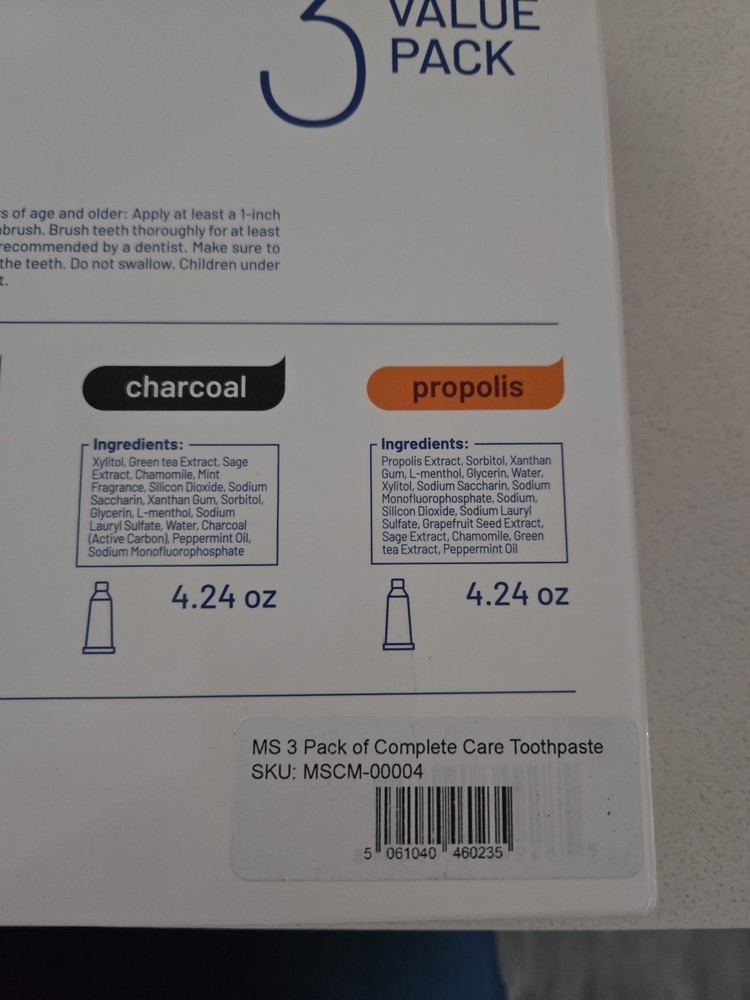 3 VALUE
PACK
s of age and older: Apply at least a 1-inch
brush. Brush teeth thoroughly for at least
recommended by a dentist. Make sure to
the teeth. Do not swallow. Children under
t.
charcoal
Ingredients:
Xylitol, Green tea Extract, Sage
Extract, Chamomile, Mint
Fragrance, Silicon Dioxide, Sodium
Saccharin, Xanthan Gum, Sorbitol,
Glycerin, L-menthol, Sodium
Lauryl Sulfate, Water, Charcoal
(Active Carbon), Peppermint Oil,
Sodium Monofluorophosphate
4.24 oz
propolis
Ingredients:
Propolis Extract, Sorbitol, Xanthan
Gum, L-menthol, Glycerin, Water,
Xylitol, Sodium Saccharin, Sodium
Monofluorophosphate, Sodium,
Silicon Dioxide, Sodium Lauryl
Sulfate, Grapefruit Seed Extract,
Sage Extract, Chamomile, Green
tea Extract, Peppermint Oil
4.24 oz
MS 3 Pack of Complete Care Toothpaste
SKU: MSCM-00004
5 061040 460235